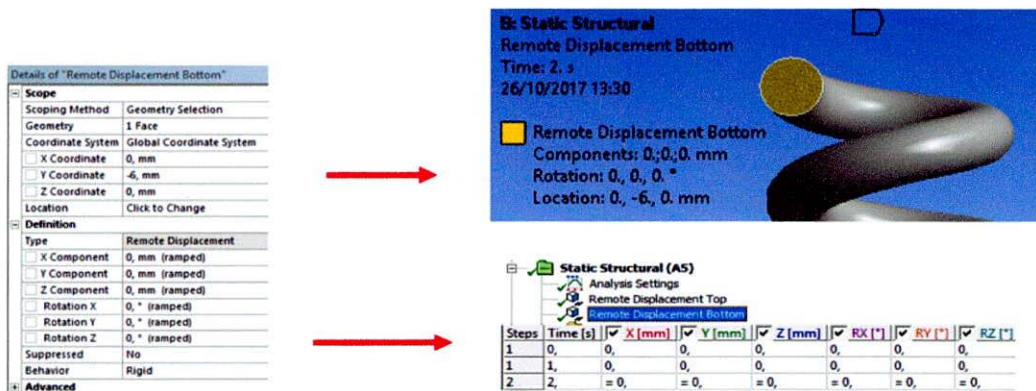 Details of "Remote Displacement Bottom"
Scope
Scoping Method Geometry Selection
Geometry 1 Face
Coordinate System Global Coordinate System
X Coordinate 0, mm
Y Coordinate -6, mm
Z Coordinate 0, mm
Location Click to Change
Definition
Type Remote Displacement
X Component 0, mm (ramped)
Y Component 0, mm (ramped)
Z Component 0, mm (ramped)
Rotation X 0, ° (ramped)
Rotation Y 0, ° (ramped)
Rotation Z 0, ° (ramped)
Suppressed No
Behavior Rigid
Advanced
B: Static Structural
Remote Displacement Bottom
Time: 2, s
26/10/2017 13:30
Remote Displacement Bottom
Components: 0,;0,;0, mm
Rotation: 0,, 0,, 0, °
Location: 0,, -6,, 0, mm
Static Structural (A5)
Analysis Settings
Remote Displacement Top
Remote Displacement Bottom
Steps Time [s] X [mm] Y [mm] Z [mm] RX [°] RY [°] RZ [°]
1 0, 0, 0, 0, 0, 0, 0,
1 1, 0, 0, 0, 0, 0, 0,
2 2, = 0, = 0, = 0, = 0, = 0, = 0,